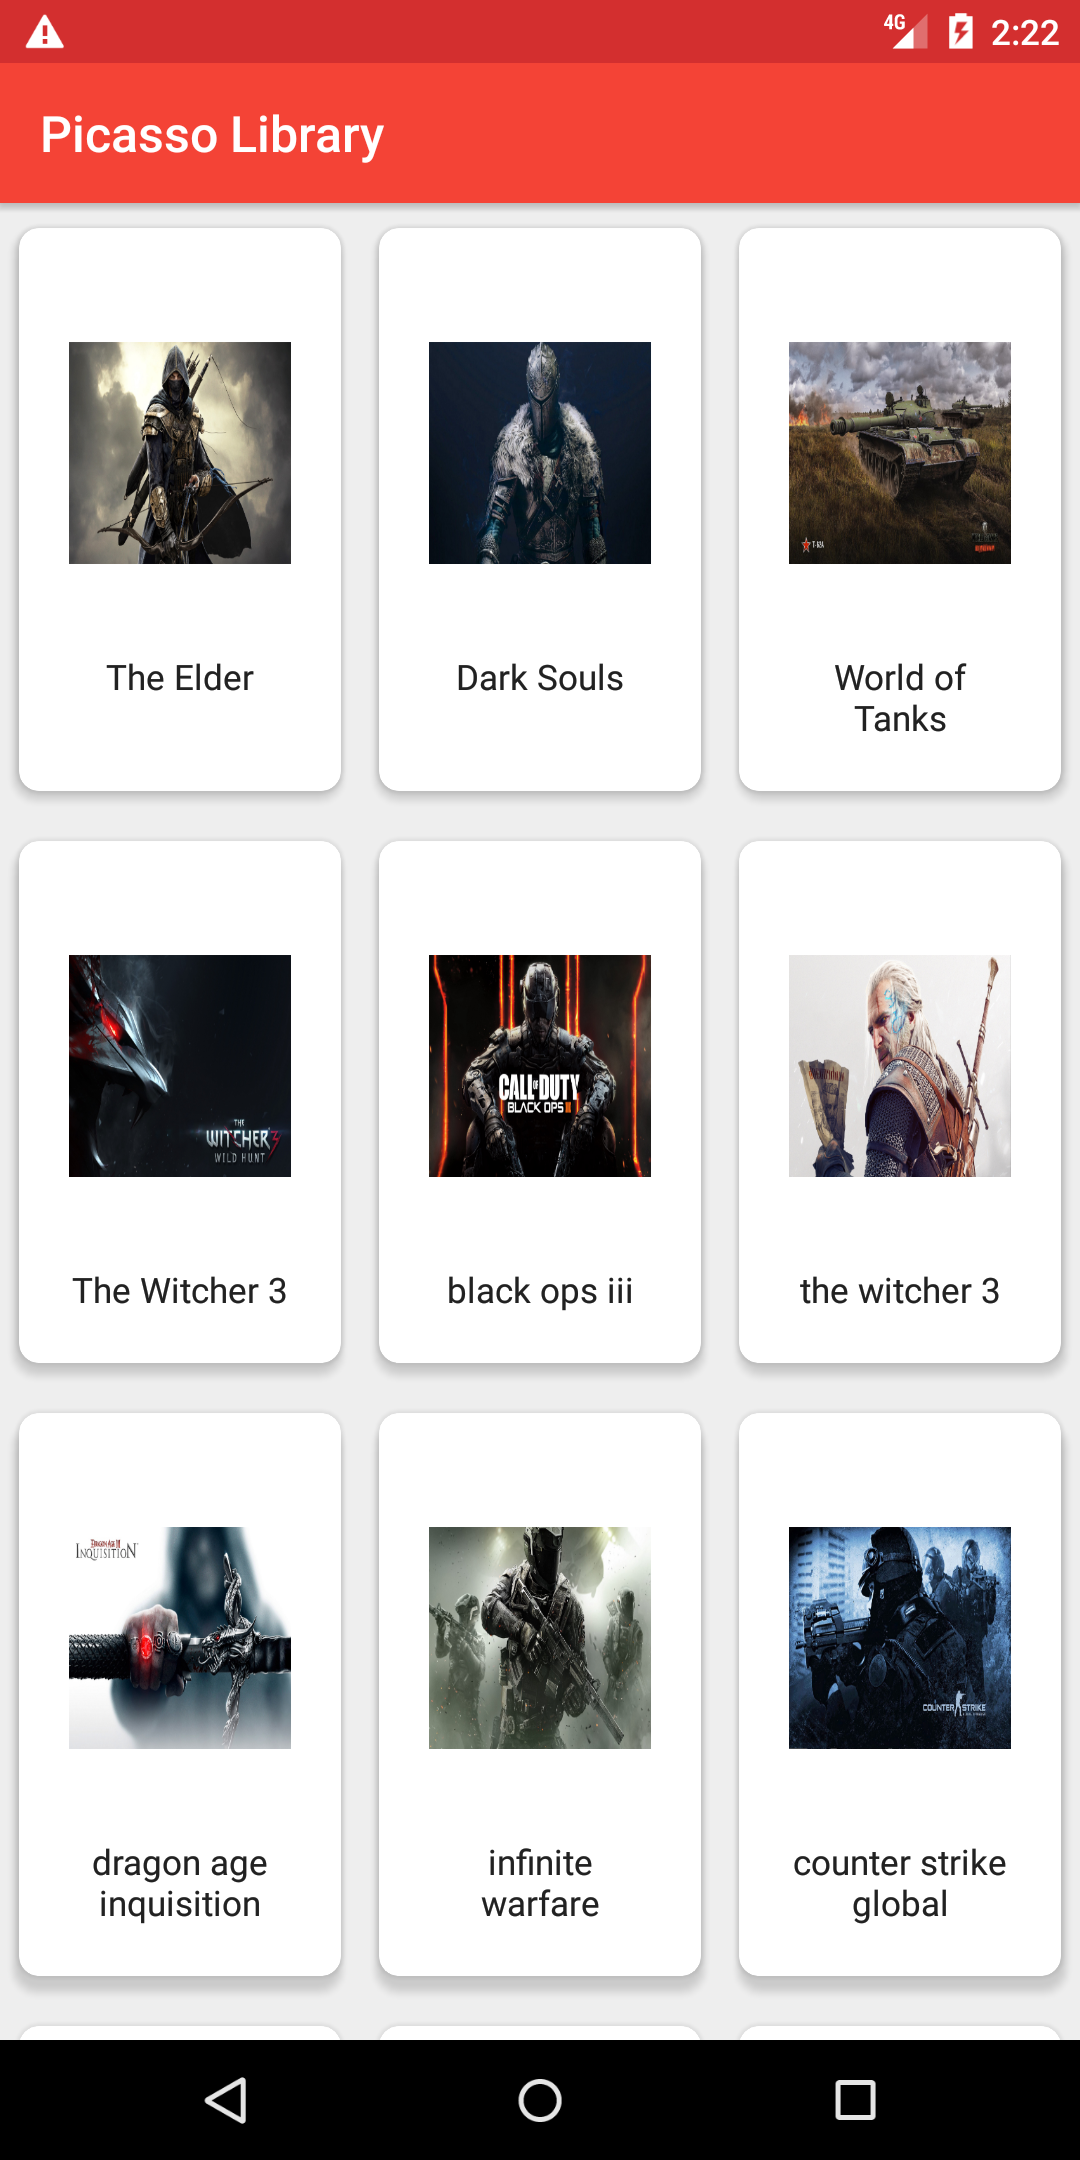 4G 2:22
Picasso Library
The Elder
Dark Souls
World of
Tanks
THE
WITCHER 3
WILD HUNT
CALL OF DUTY
BLACK OPS III
The Witcher 3
black ops iii
the witcher 3
DRAGON AGE III
INQUISITION
COUNTER STRIKE
dragon age
inquisition
infinite
warfare
counter strike
global